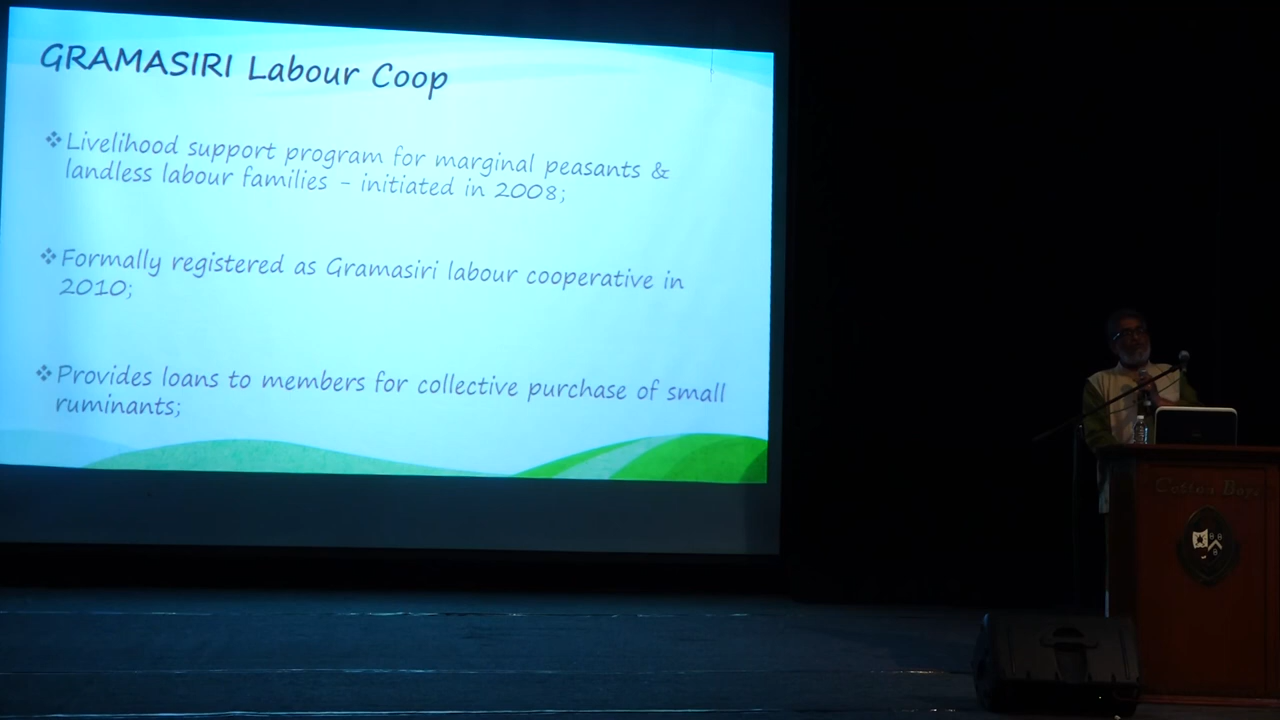 GRAMASIRI Labour Coop
❖Livelihood support program for marginal peasants &
landless labour families - initiated in 2008;
❖Formally registered as Gramasiri labour cooperative in
2010;
❖Provides loans to members for collective purchase of small
ruminants;
Cotton